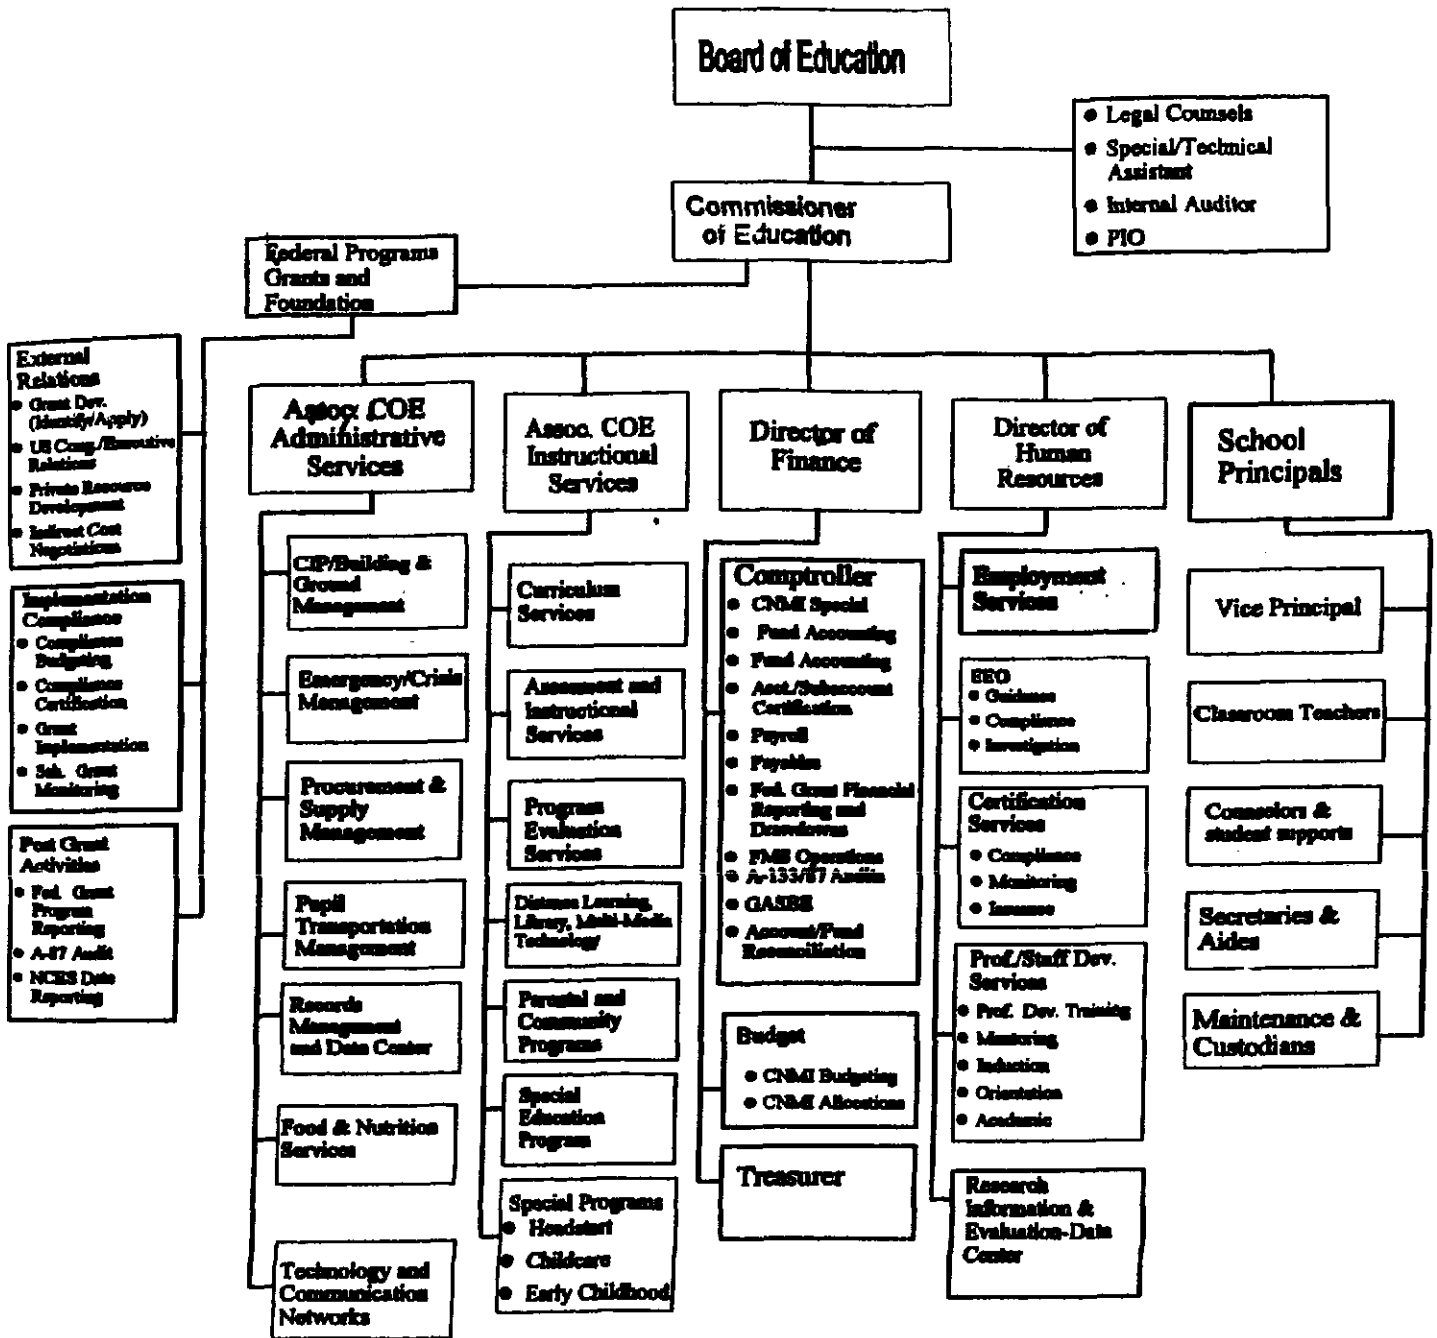 Board of Education
● Legal Counsels
● Special/Technical
Assistant
● Internal Auditor
● PIO
Commissioner
of Education
Federal Programs
Grants and
Foundation
External
Relations
● Grant Dev.
(Identify/Apply)
● US Cong./Executive
Relations
● Private Resource
Development
● Indirect Cost
Negotiations
Implementation
Compliance
● Compliance
Budgeting
● Compliance
Certification
● Grant
Implementation
● Sch. Grant
Monitoring
Post Grant
Activities
● Fed. Grant
Program
Reporting
● A-87 Audit
● NCES Date
Reporting
Assoc. COE
Administrative
Services
CIP/Building &
Ground
Management
Emergency/Crisis
Management
Procurement &
Supply
Management
Pupil
Transportation
Management
Records
Management
and Data Center
Food & Nutrition
Services
Technology and
Communication
Networks
Assoc. COE
Instructional
Services
Curriculum
Services
Assessment and
Instructional
Services
Program
Evaluation
Services
Distance Learning,
Library, Multi-Media
Technology
Parental and
Community
Programs
Special
Education
Program
Special Programs
● Headstart
● Childcare
● Early Childhood
Director of
Finance
Comptroller
● CNMI Special
● Fund Accounting
● Fund Accounting
● Acct./Subaccount
Certification
● Payroll
● Payables
● Fed. Grant Financial
Reporting and
Drawdowns
● FMS Operations
● A-133/87 Audits
● GASBE
● Account/Fund
Reconciliation
Budget
● CNMI Budgeting
● CNMI Allocations
Treasurer
Director of
Human
Resources
Employment
Services
EEO
● Guidance
● Compliance
● Investigation
Certification
Services
● Compliance
● Monitoring
● Issuance
Prof./Staff Dev.
Services
● Prof. Dev. Training
● Mentoring
● Induction
● Orientation
● Academic
Research
Information &
Evaluation-Data
Center
School
Principals
Vice Principal
Classroom Teachers
Counselors &
student supports
Secretaries &
Aides
Maintenance &
Custodians